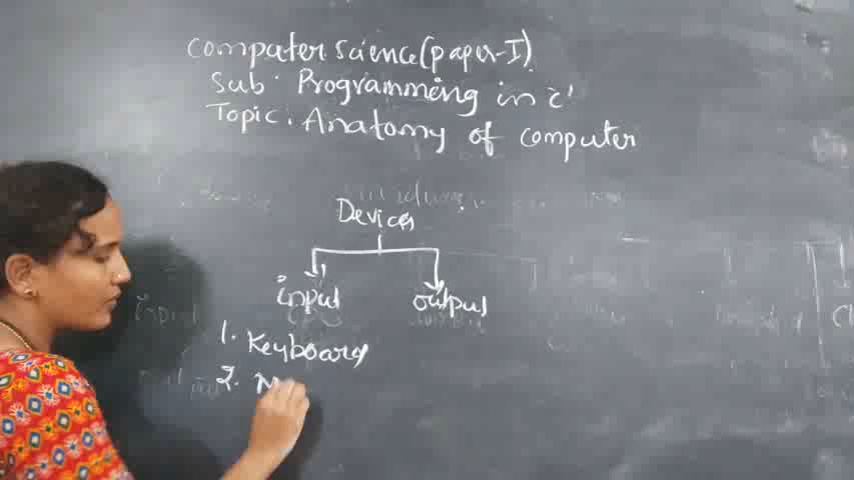 Computer Science (paper-I).
Sub. Programming in 'c'
Topic. Anatomy of computer
Devices
input output
1. Keyboard
2.